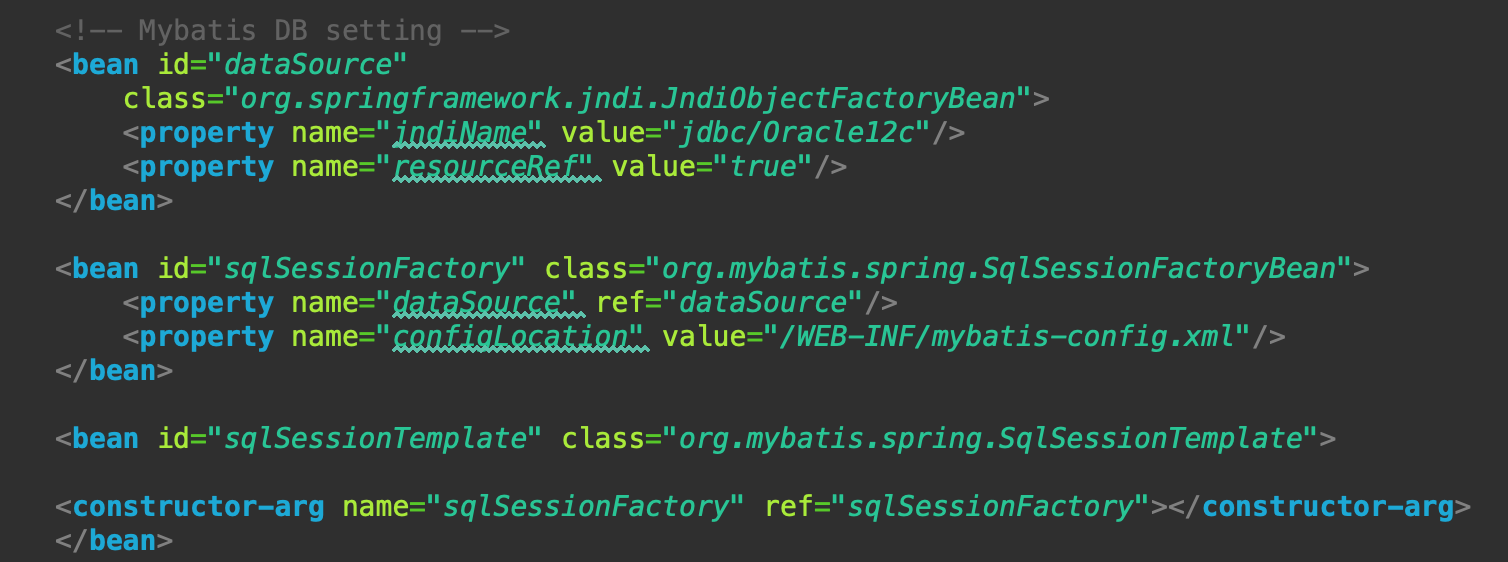 <!-- Mybatis DB setting -->
<bean id="dataSource"
class="org.springframework.jndi.JndiObjectFactoryBean">
<property name="jndiName" value="jdbc/Oracle12c"/>
<property name="resourceRef" value="true"/>
</bean>
<bean id="sqlSessionFactory" class="org.mybatis.spring.SqlSessionFactoryBean">
<property name="dataSource" ref="dataSource"/>
<property name="configLocation" value="/WEB-INF/mybatis-config.xml"/>
</bean>
<bean id="sqlSessionTemplate" class="org.mybatis.spring.SqlSessionTemplate">
<constructor-arg name="sqlSessionFactory" ref="sqlSessionFactory"></constructor-arg>
</bean>